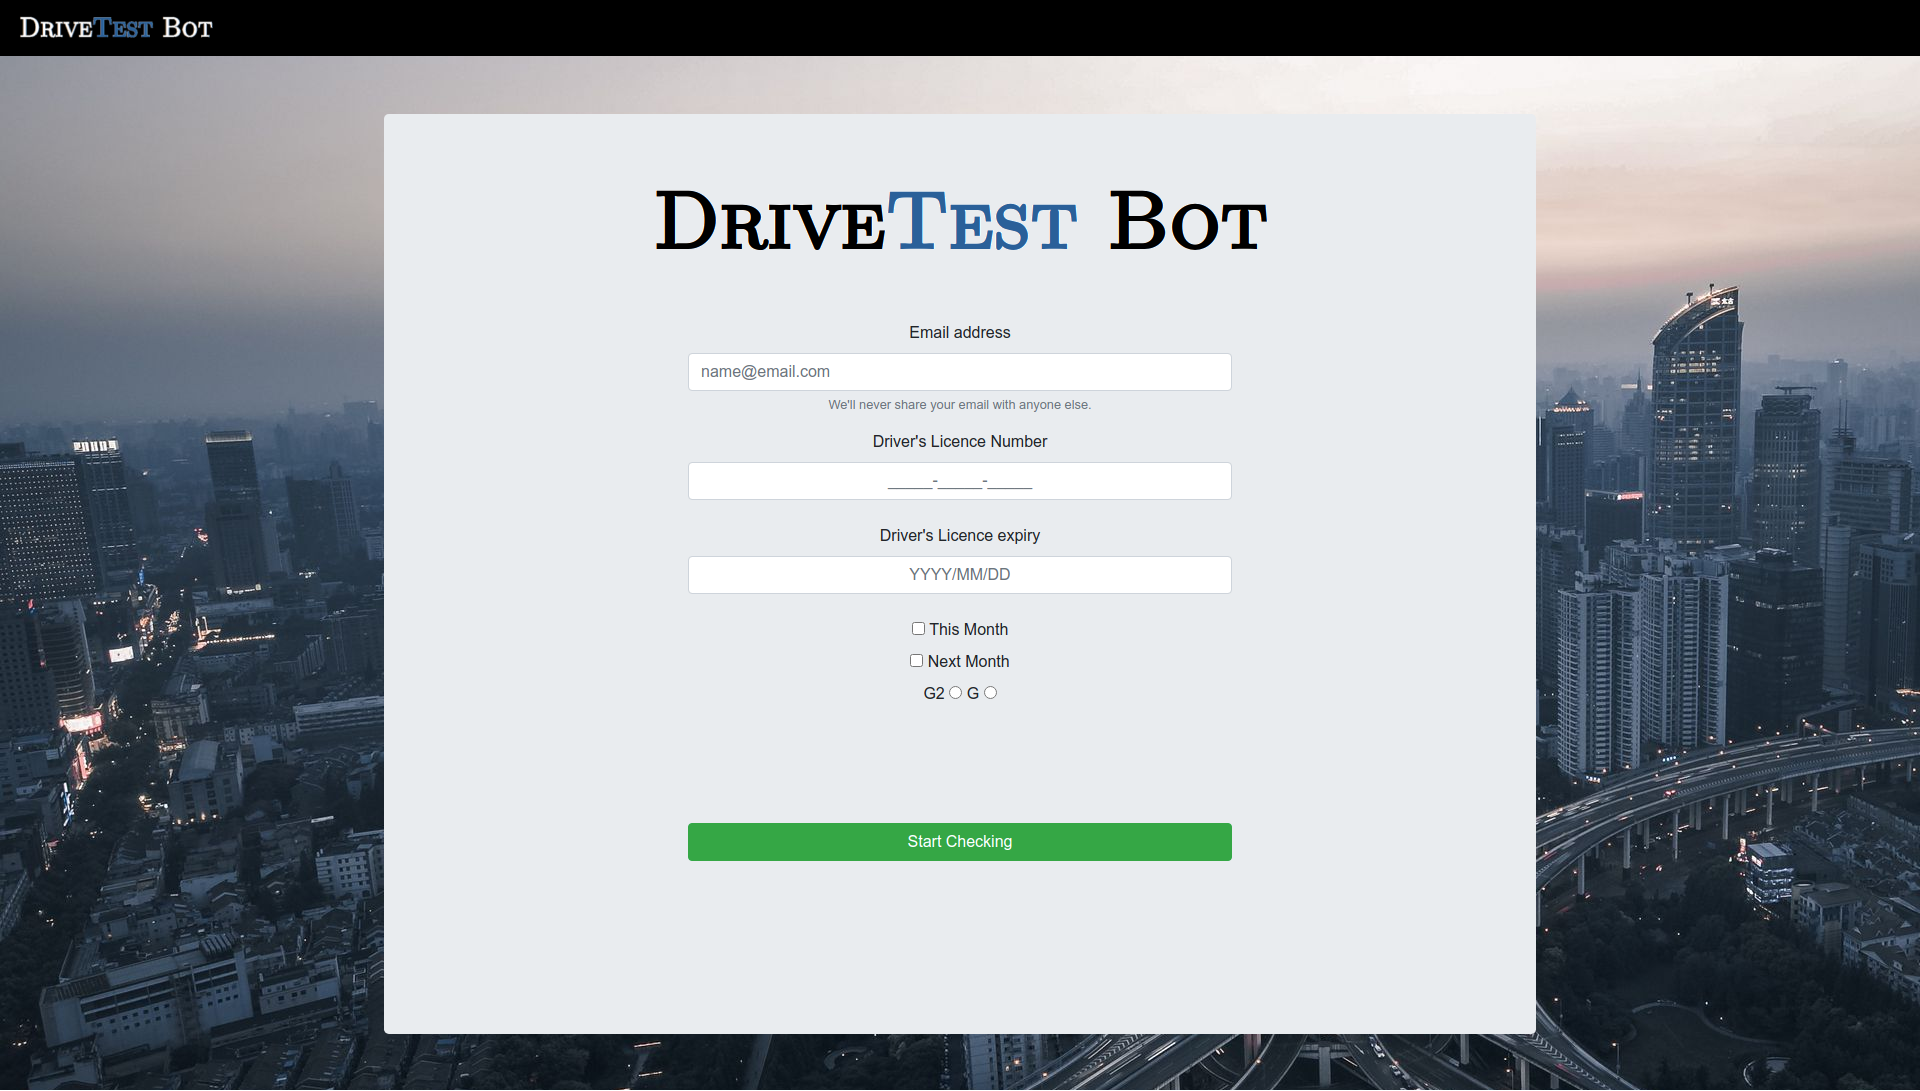 DriveTest Bot
DriveTest Bot
Email address
name@email.com
We'll never share your email with anyone else.
Driver's Licence Number
_____-_____-_____
Driver's Licence expiry
YYYY/MM/DD
This Month
Next Month
G2 G
Start Checking